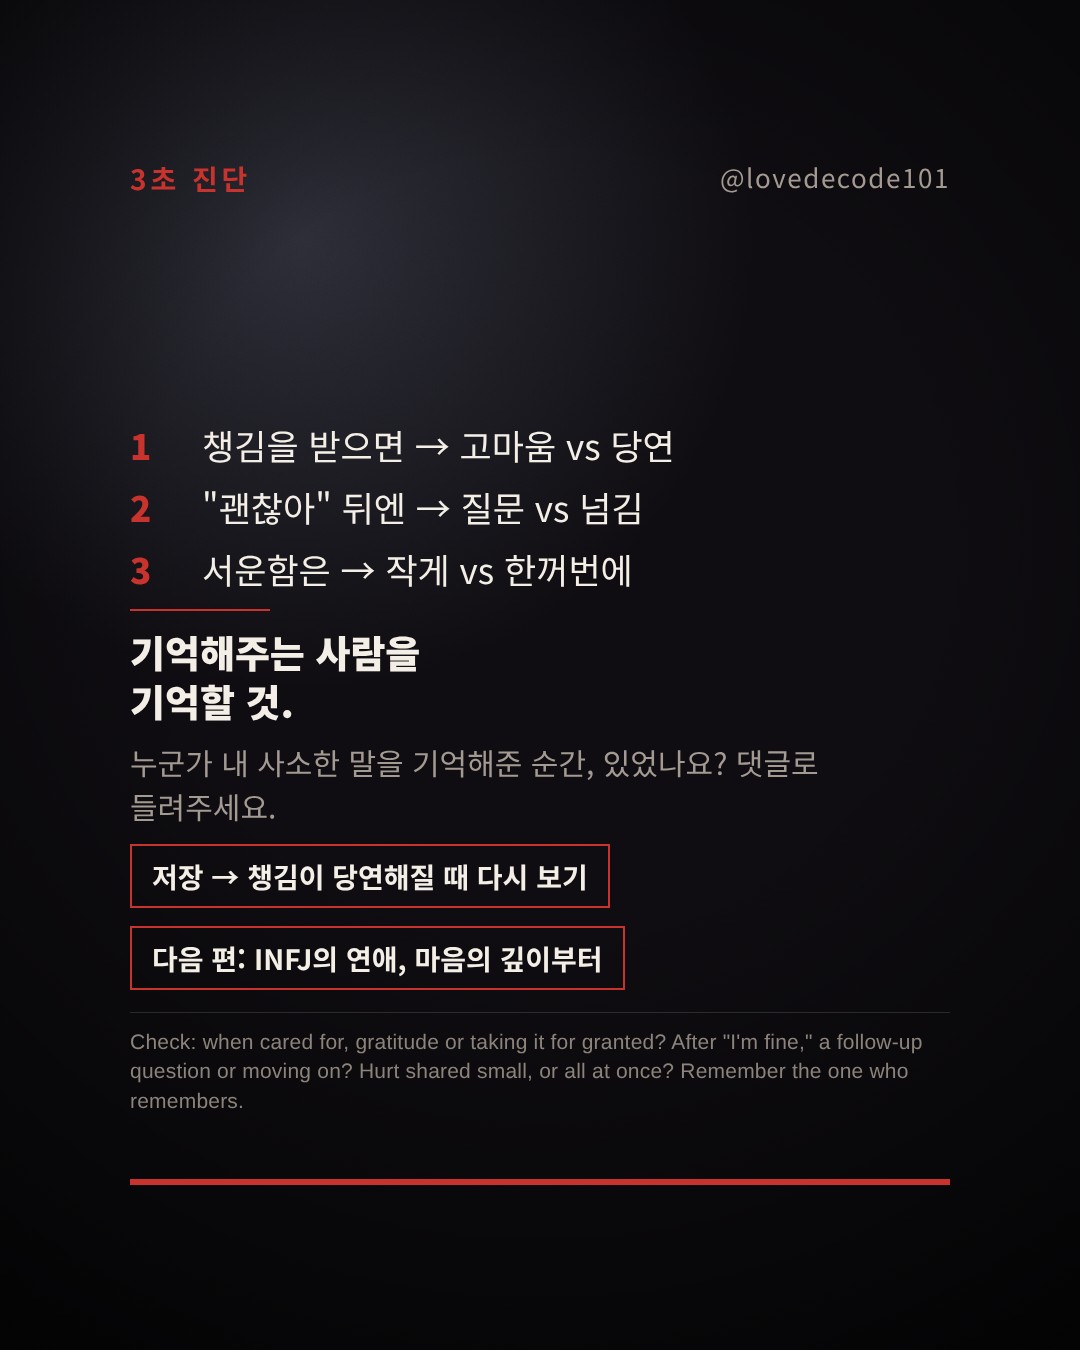 3초 진단
@lovedecode101
1 챙김을 받으면 → 고마움 vs 당연
2 "괜찮아" 뒤엔 → 질문 vs 넘김
3 서운함은 → 작게 vs 한꺼번에
기억해주는 사람을
기억할 것.
누군가 내 사소한 말을 기억해준 순간, 있었나요? 댓글로
들려주세요.
저장 → 챙김이 당연해질 때 다시 보기
다음 편: INFJ의 연애, 마음의 깊이부터
Check: when cared for, gratitude or taking it for granted? After "I'm fine," a follow-up
question or moving on? Hurt shared small, or all at once? Remember the one who
remembers.